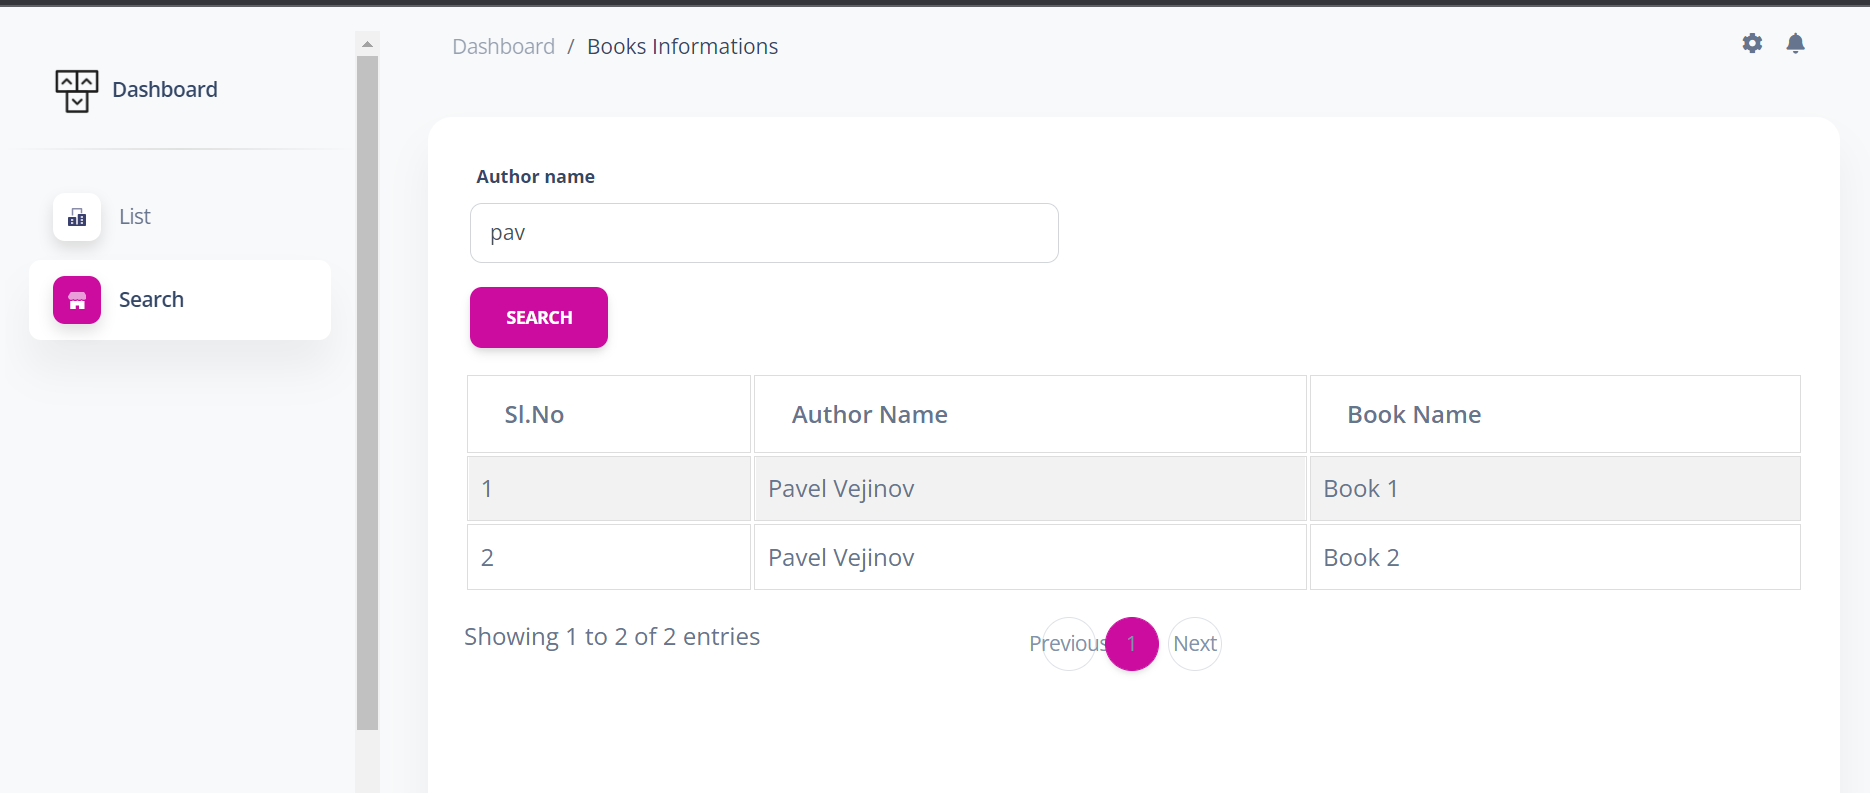 Dashboard / Books Informations
Dashboard
List
Search
Author name
pav
SEARCH
Sl.No Author Name Book Name
1 Pavel Vejinov Book 1
2 Pavel Vejinov Book 2
Showing 1 to 2 of 2 entries Previous 1 Next